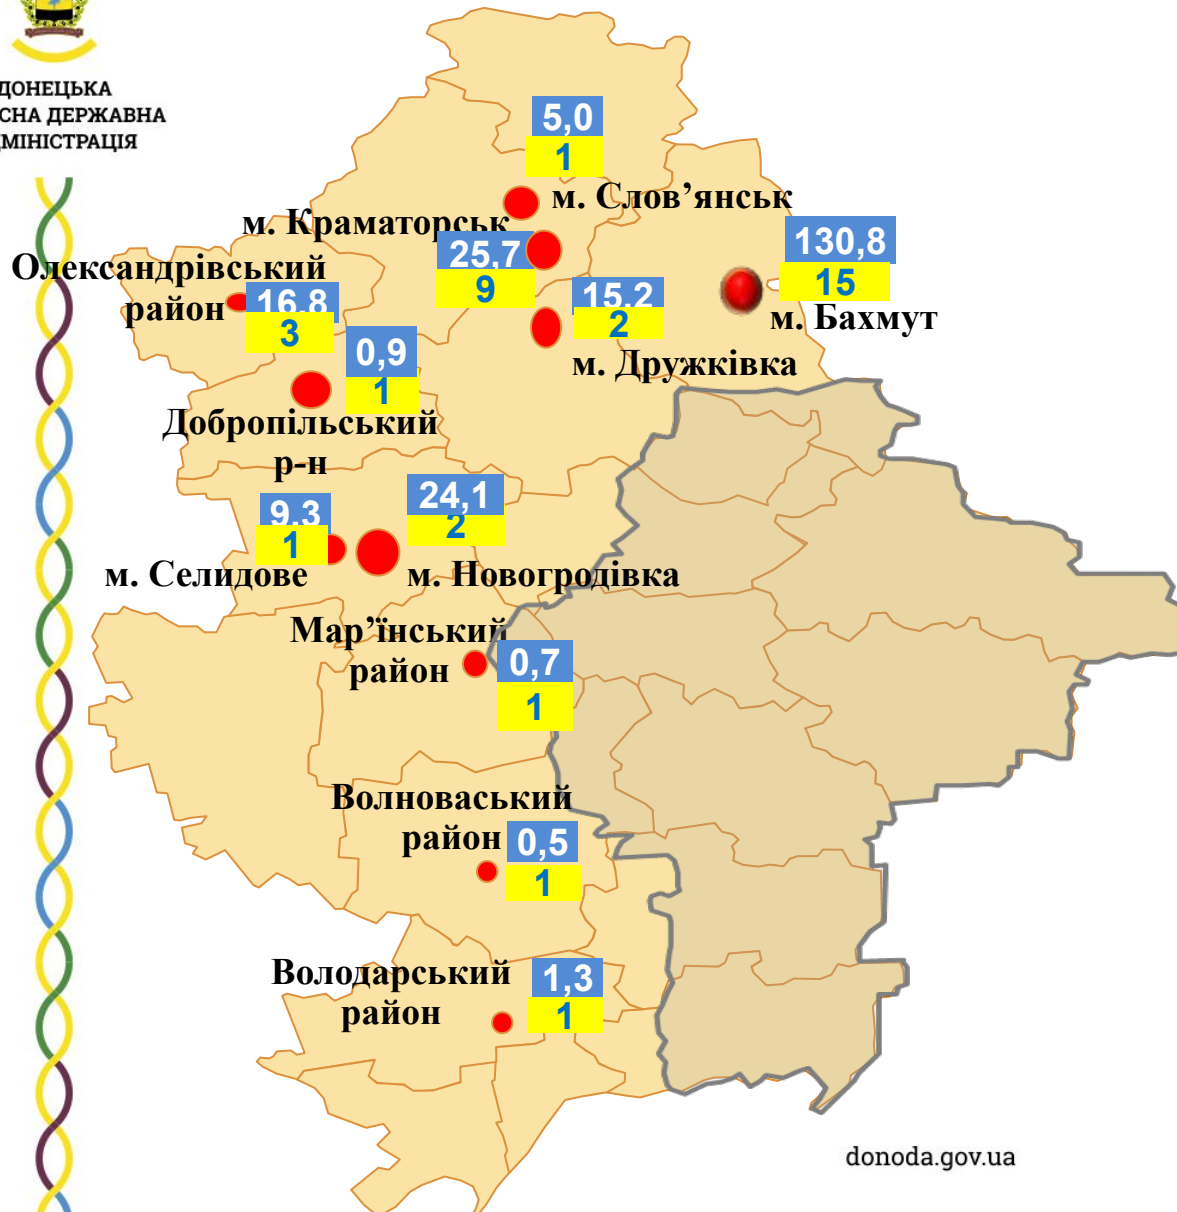 ДОНЕЦЬКА
СНА ДЕРЖАВНА
МІНІСТРАЦІЯ
5,0
1
м. Слов’янськ
м. Краматорськ
25,7
9
130,8
15
м. Бахмут
Олександрівський
район
16,8
3
15,2
2
м. Дружківка
0,9
1
Добропільський
р-н
9,3
1
м. Селидове
24,1
2
м. Новогродівка
Мар’їнський
район
0,7
1
Волноваський
район
0,5
1
Володарський
район
1,3
1
donoda.gov.ua